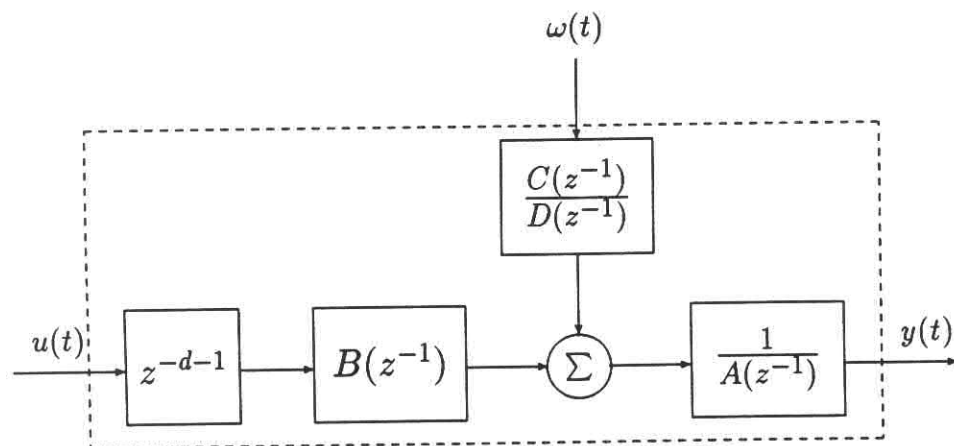 ω(t)
C(z⁻¹)
D(z⁻¹)
u(t)
z⁻ᵈ⁻¹
B(z⁻¹)
Σ
1
A(z⁻¹)
y(t)